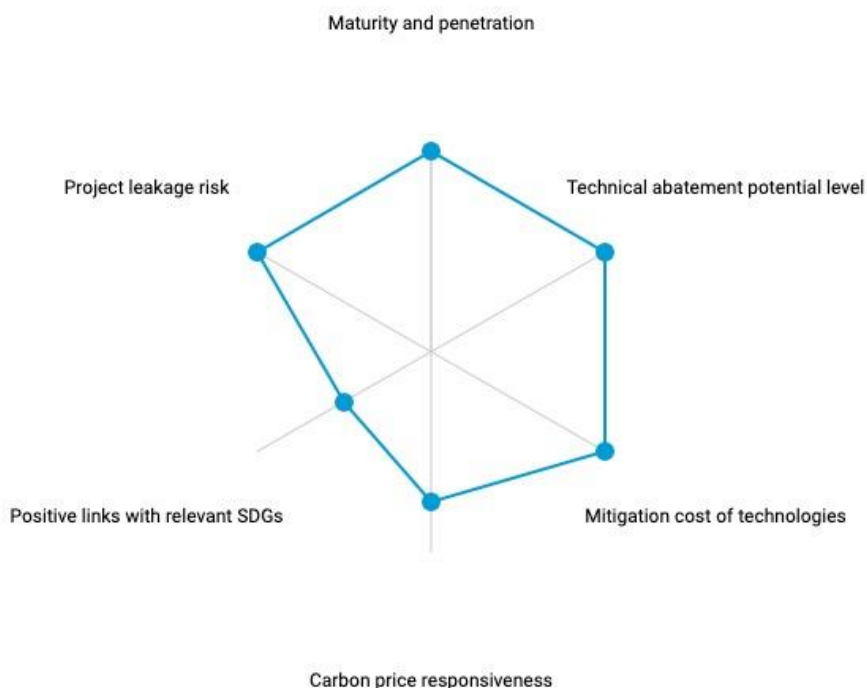 Maturity and penetration
Project leakage risk
Technical abatement potential level
Positive links with relevant SDGs
Mitigation cost of technologies
Carbon price responsiveness